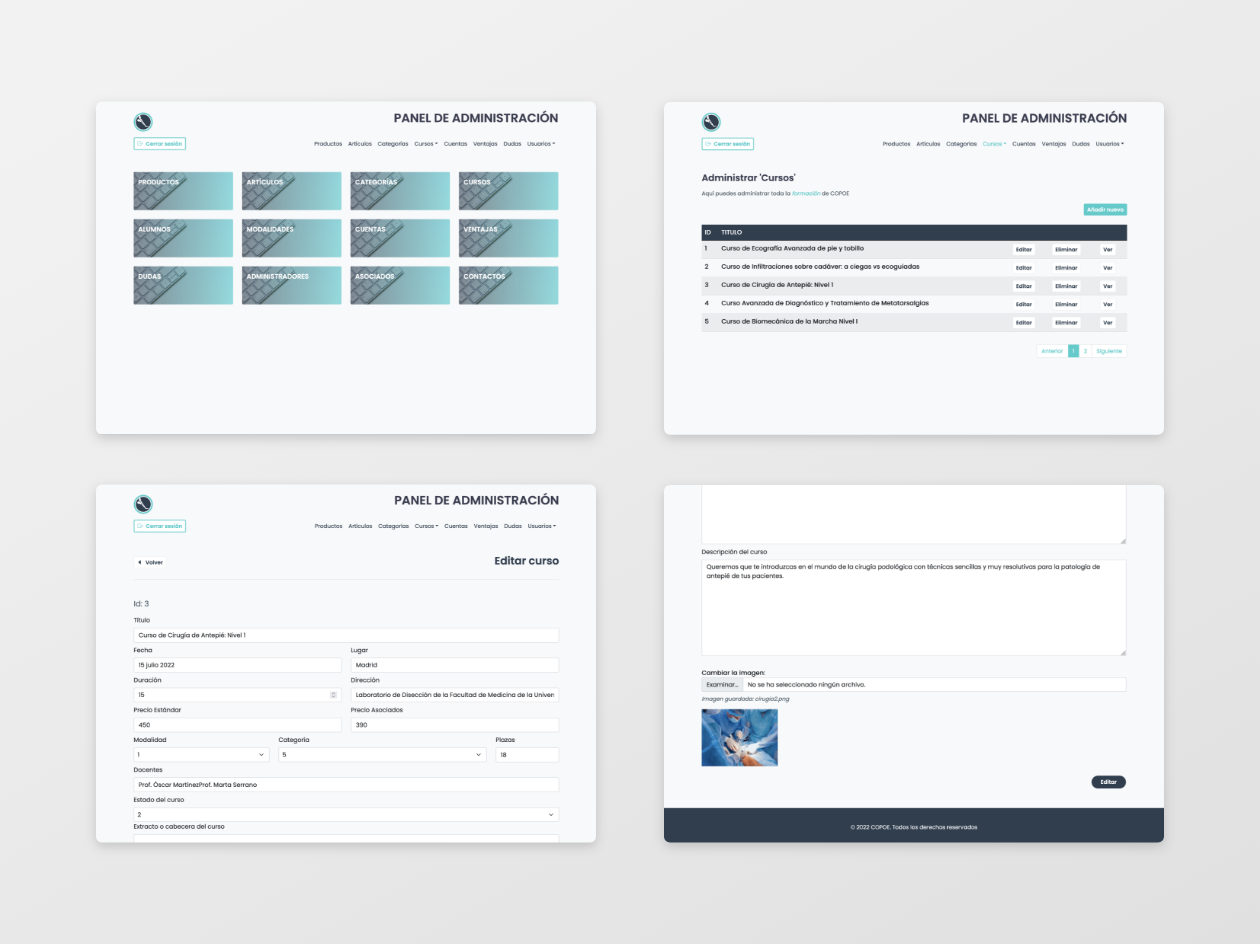 PANEL DE ADMINISTRACIÓN
Cerrar sesión
Productos Artículos Categorías Cursos Cuentas Ventajas Dudas Usuarios
PRODUCTOS ARTÍCULOS CATEGORÍAS CURSOS
ALUMNOS MODALIDADES CUENTAS VENTAJAS
DUDAS ADMINISTRADORES ASOCIADOS CONTACTOS
PANEL DE ADMINISTRACIÓN
Cerrar sesión
Productos Artículos Categorías Cursos Cuentas Ventajas Dudas Usuarios
Administrar 'Cursos'
Aquí puedes administrar toda la formación de COPOE
Añadir nuevo
ID TITULO
1 Curso de Ecografía Avanzada de pie y tobillo Editar Eliminar Ver
2 Curso de Infiltraciones sobre cadáver: a ciegas vs ecoguiadas Editar Eliminar Ver
3 Curso de Cirugía de Antepié: Nivel 1 Editar Eliminar Ver
4 Curso Avanzada de Diagnóstico y Tratamiento de Metatarsalgias Editar Eliminar Ver
5 Curso de Biomecánica de la Marcha Nivel I Editar Eliminar Ver
Anterior 1 2 Siguiente
PANEL DE ADMINISTRACIÓN
Cerrar sesión
Productos Artículos Categorías Cursos Cuentas Ventajas Dudas Usuarios
Volver
Editar curso
Id: 3
Título
Curso de Cirugía de Antepié: Nivel 1
Fecha Lugar
15 julio 2022 Madrid
Duración Dirección
15 Laboratorio de Disección de la Facultad de Medicina de la Univer
Precio Estándar Precio Asociados
450 390
Modalidad Categoría Plazas
1 5 18
Docentes
Prof. Óscar MartínezProf. Marta Serrano
Estado del curso
2
Extracto o cabecera del curso
Descripción del curso
Queremos que te introduzcas en el mundo de la cirugía podológica con técnicas sencillas y muy resolutivas para la patología de
antepié de tus pacientes.
Cambiar la imagen:
Examinar... No se ha seleccionado ningún archivo.
Imagen guardada: cirugia2.png
Editar
© 2022 COPOE. Todos los derechos reservados